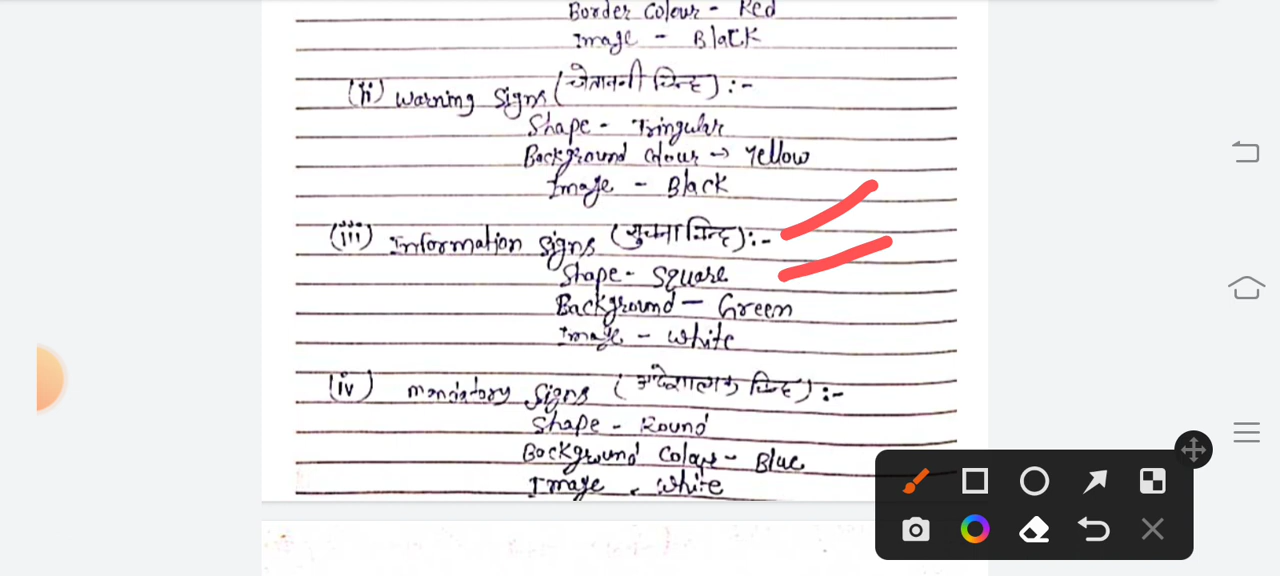 Border Colour - Red
Image - Black
(ii) Warning Signs (चेतावनी चिन्ह) :-
Shape - Tringular
Background Colour → Yellow
Image - Black
(iii) Information Signs (सुचना चिन्ह) :-
Shape - Square
Background - Green
Image - White
(iv) Mandatory Signs (आदेशात्मक चिन्ह) :-
Shape - Round
Background Colour - Blue
Image - White